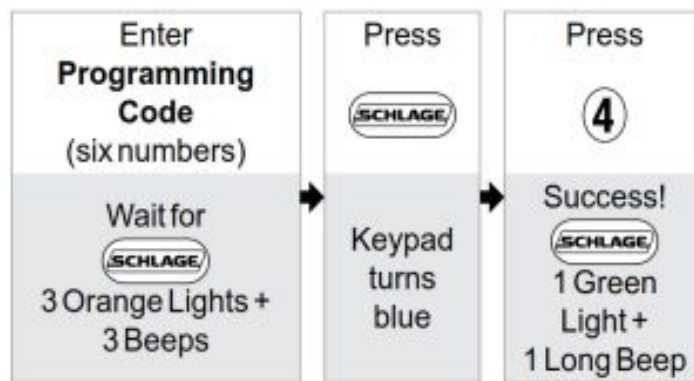 Enter
Programming
Code
(six numbers)
Wait for
SCHLAGE
3 Orange Lights +
3 Beeps
Press
SCHLAGE
Keypad
turns
blue
Press
4
Success!
SCHLAGE
1 Green
Light +
1 Long Beep